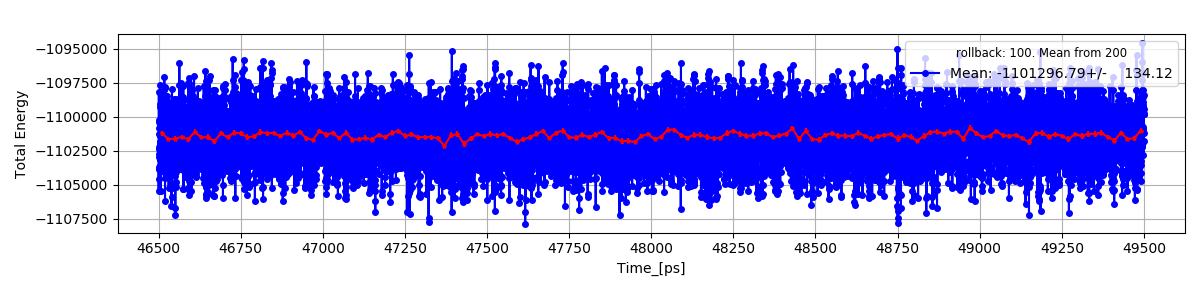 −1095000
−1097500
−1100000
−1102500
−1105000
−1107500
Total Energy
rollback: 100. Mean from 200
Mean: -1101296.79+/- 134.12
46500 46750 47000 47250 47500 47750 48000 48250 48500 48750 49000 49250 49500
Time_[ps]